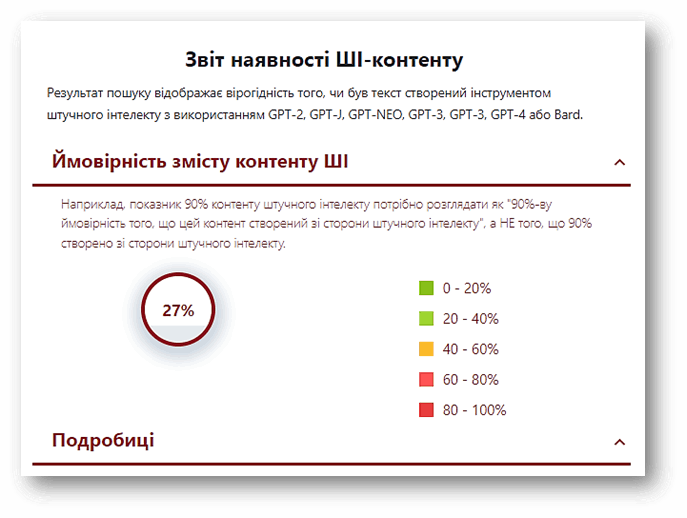 Звіт наявності ШІ-контенту
Результат пошуку відображає вірогідність того, чи був текст створений інструментом
штучного інтелекту з використанням GPT-2, GPT-J, GPT-NEO, GPT-3, GPT-3, GPT-4 або Bard.
Ймовірність змісту контенту ШІ
Наприклад, показник 90% контенту штучного інтелекту потрібно розглядати як "90%-ву
ймовірність того, що цей контент створений зі сторони штучного інтелекту", а НЕ того, що 90%
створено зі сторони штучного інтелекту.
27%
0 - 20%
20 - 40%
40 - 60%
60 - 80%
80 - 100%
Подробиці